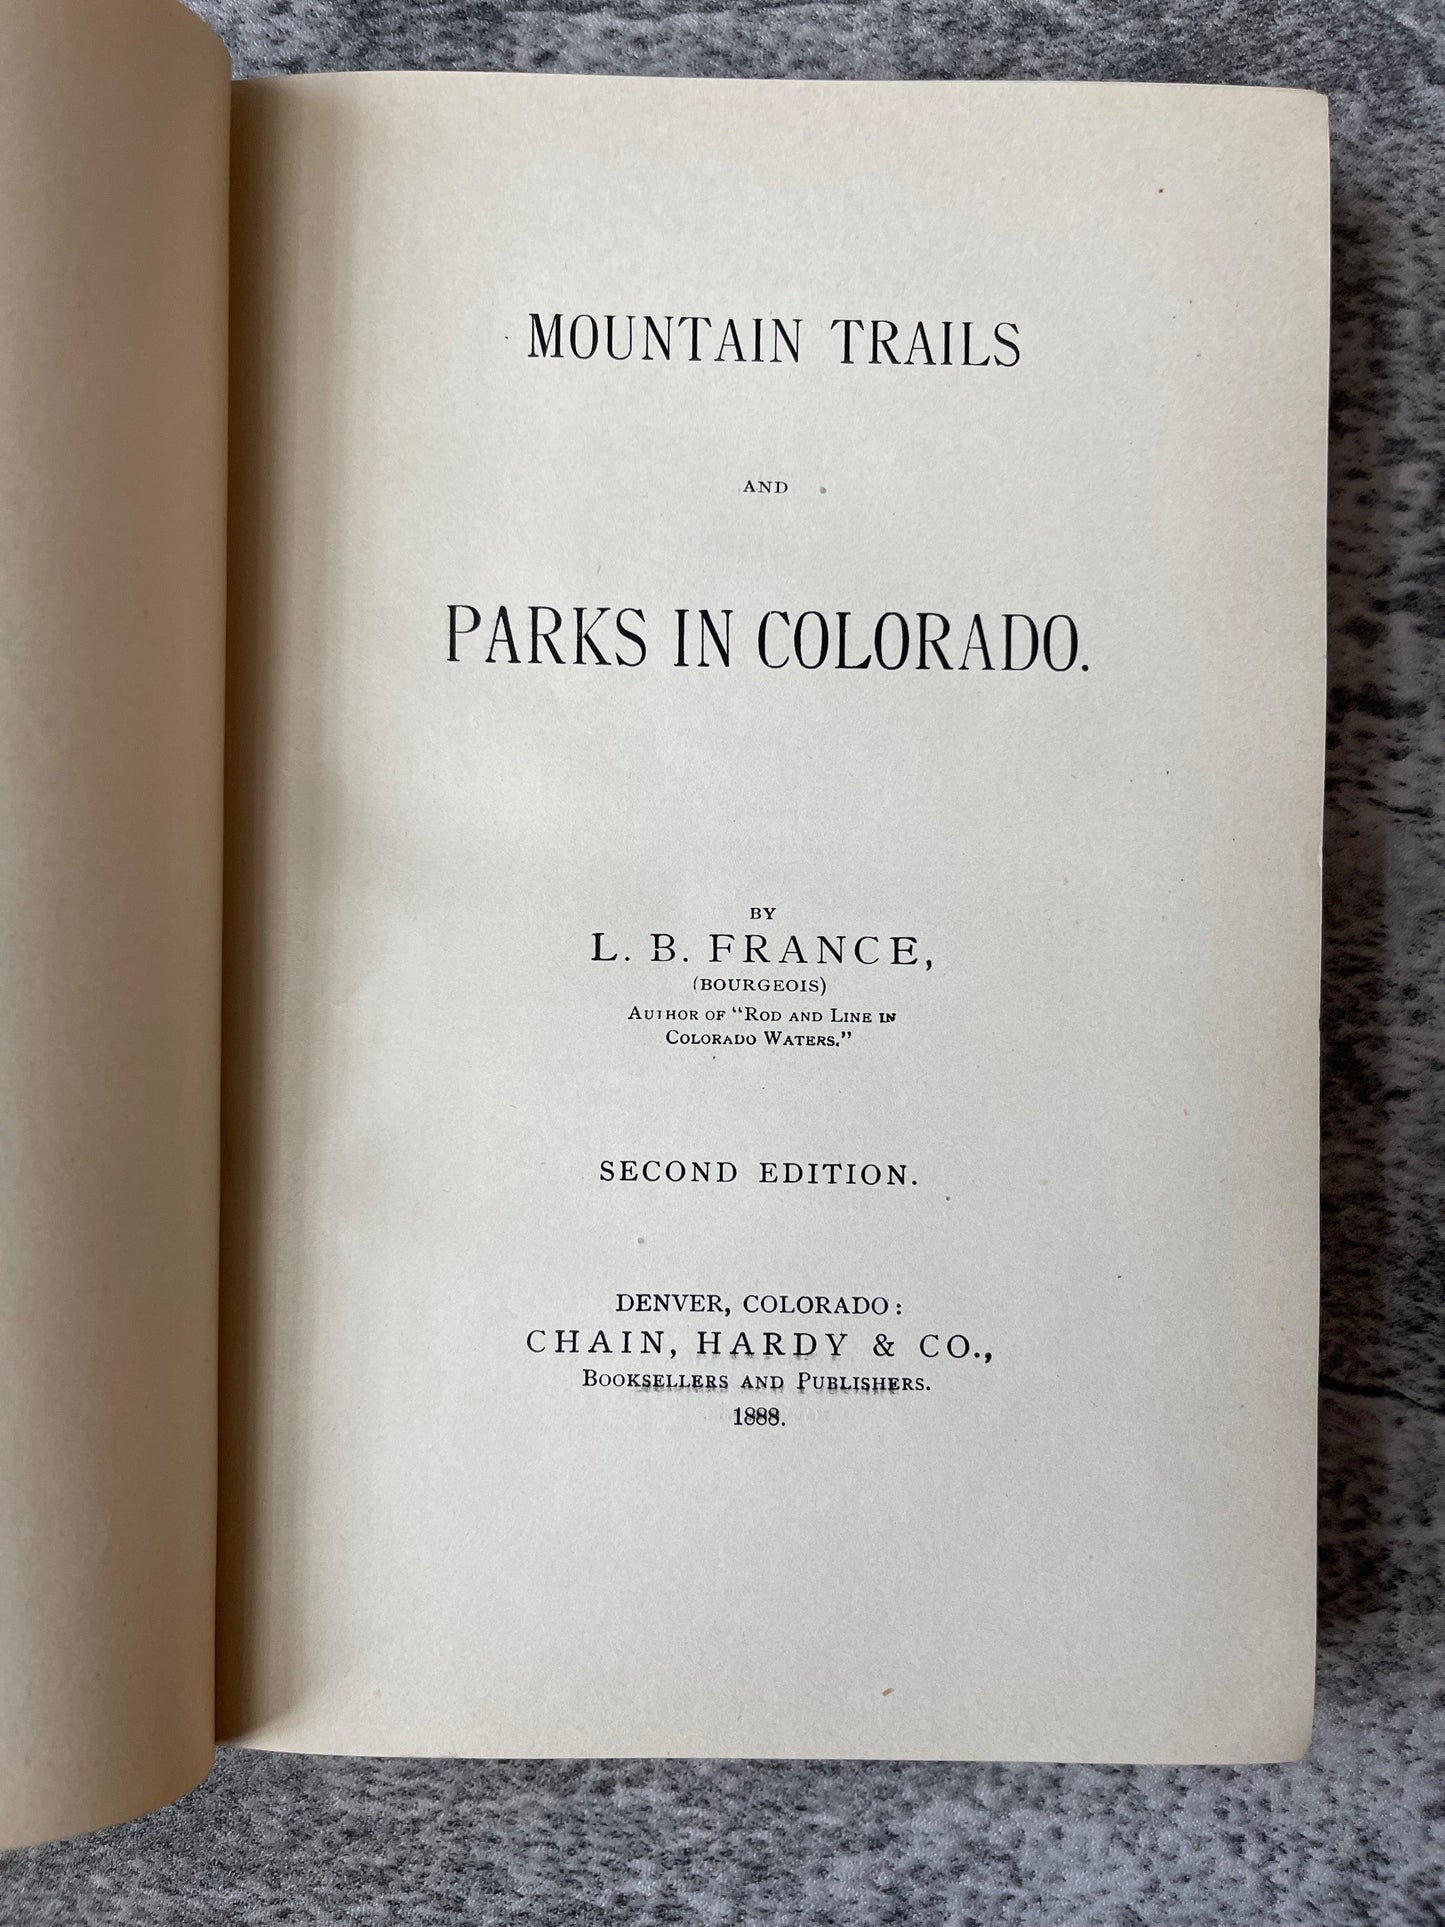 MOUNTAIN TRAILS
AND
PARKS IN COLORADO.
BY
L. B. FRANCE,
(BOURGEOIS)
AUTHOR OF "ROD AND LINE IN
COLORADO WATERS."
SECOND EDITION.
DENVER, COLORADO:
CHAIN, HARDY & CO.,
BOOKSELLERS AND PUBLISHERS.
1888.